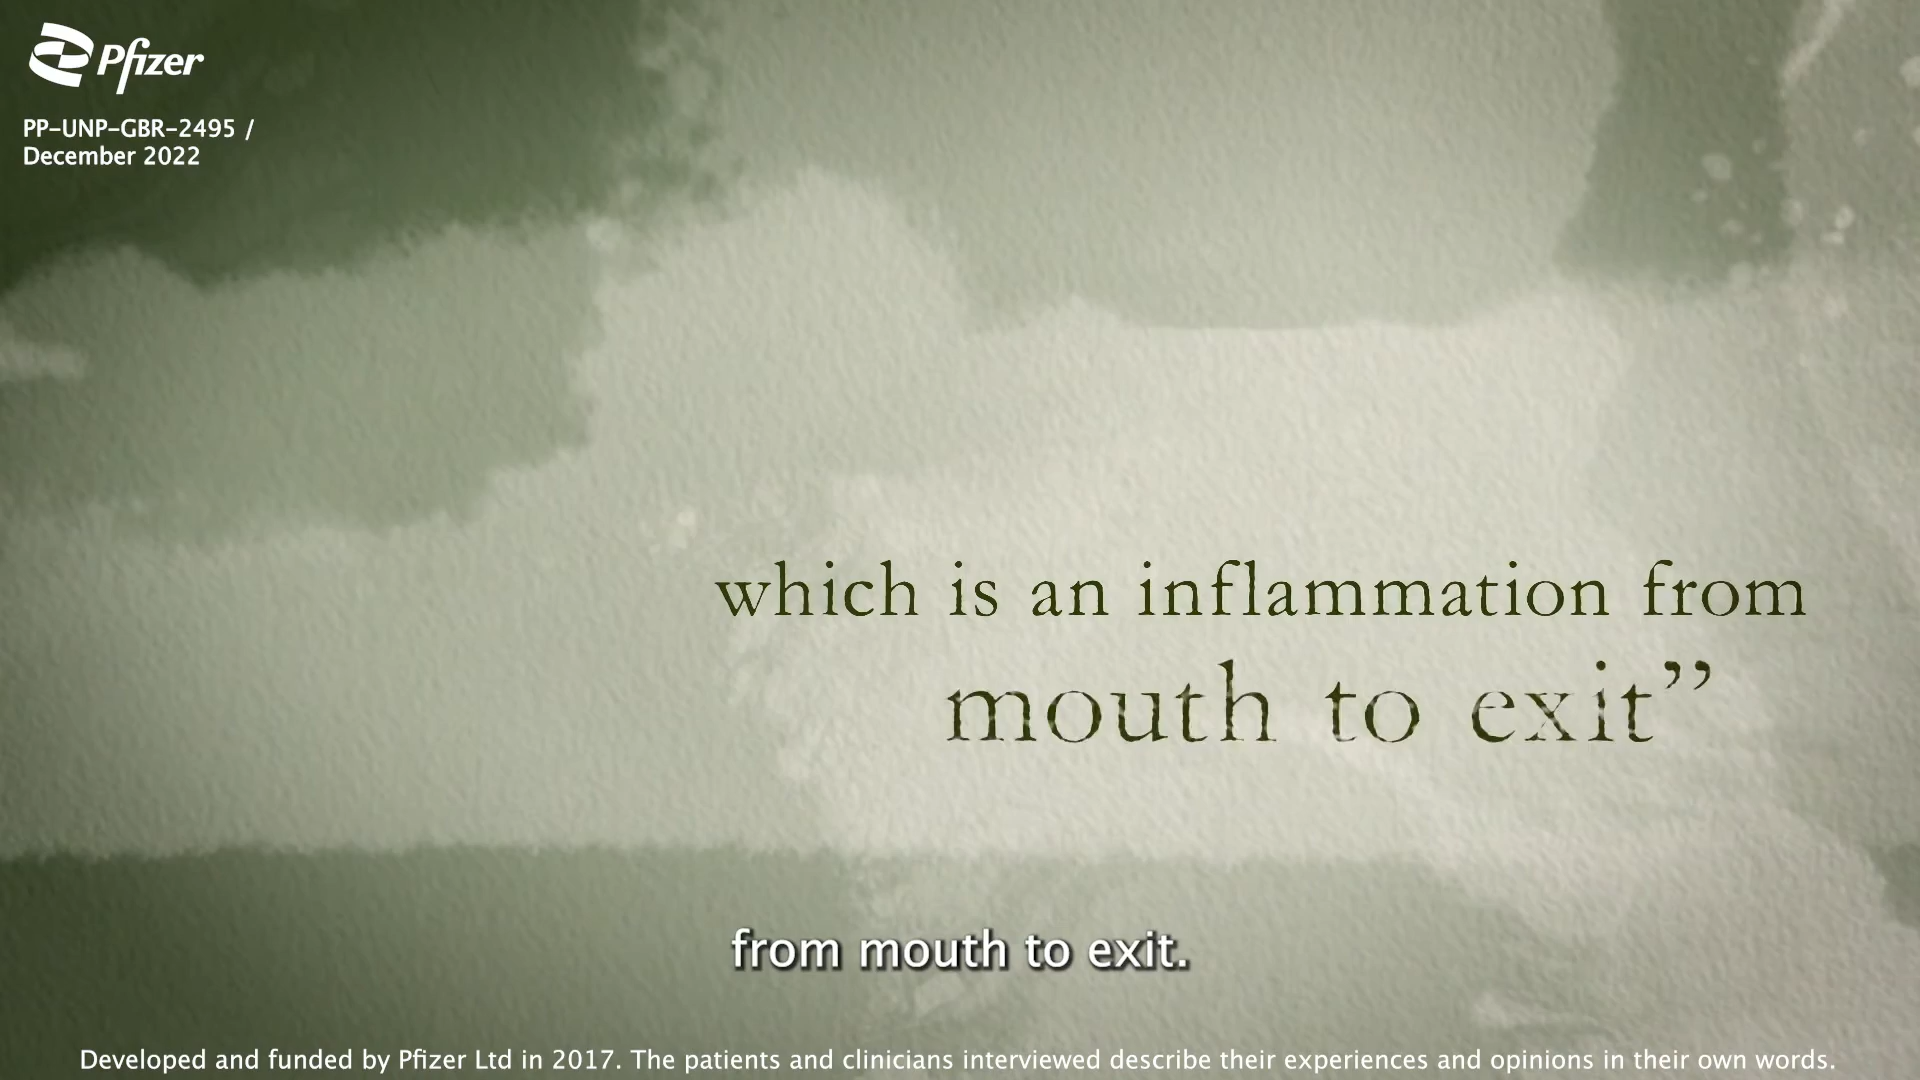 Pfizer
PP-UNP-GBR-2495 /
December 2022
which is an inflammation from
mouth to exit”
from mouth to exit.
Developed and funded by Pfizer Ltd in 2017. The patients and clinicians interviewed describe their experiences and opinions in their own words.